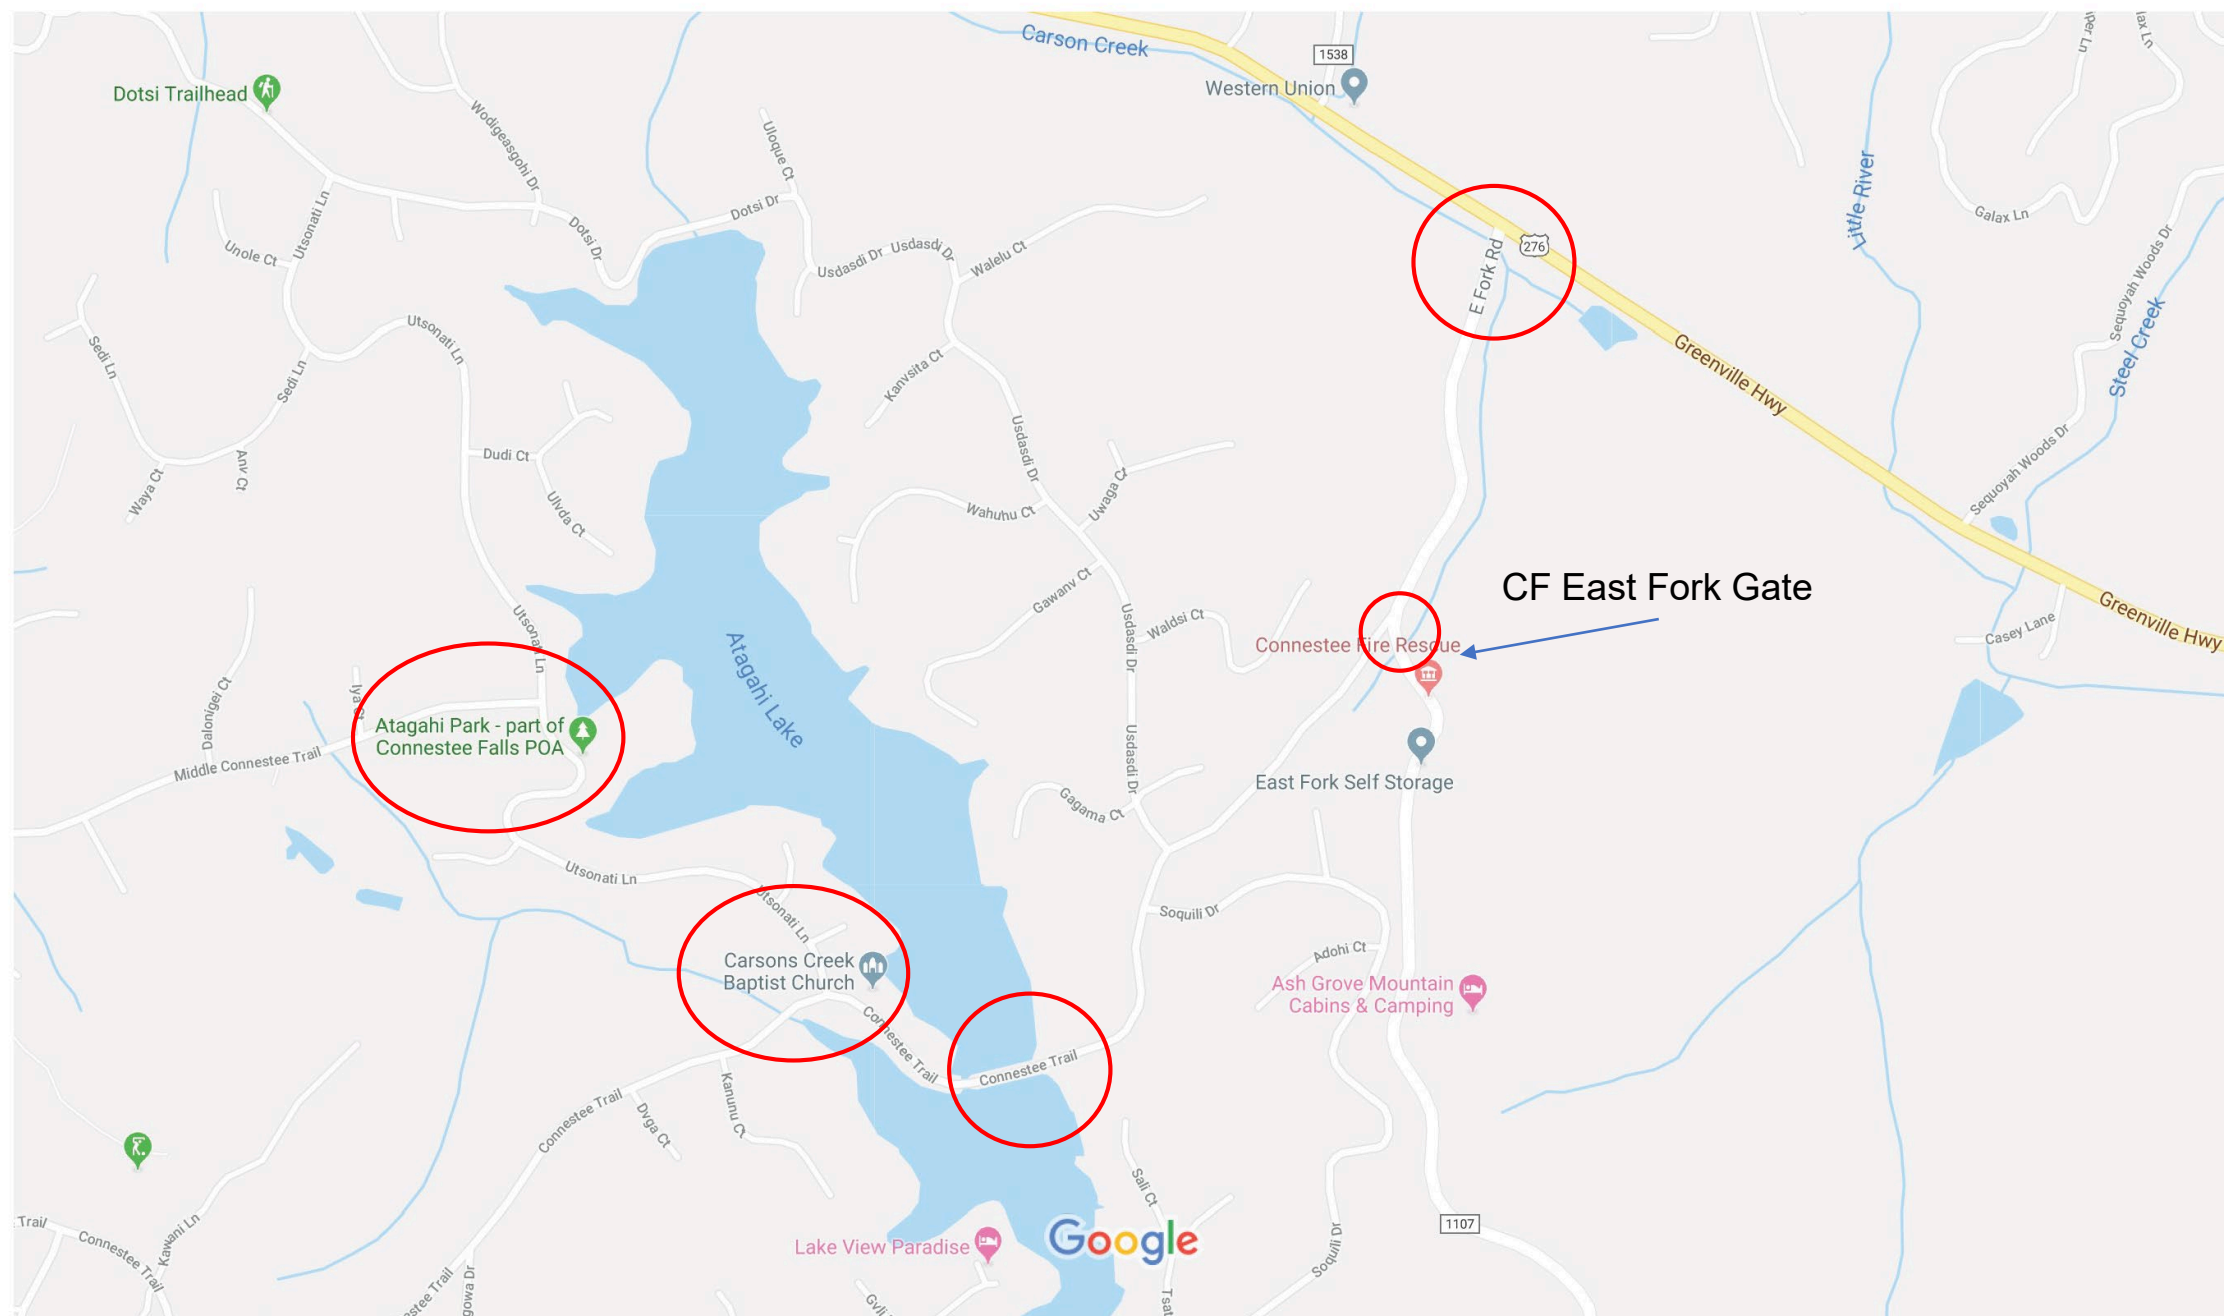 Carson Creek
1538
Western Union
Dotsi Trailhead
Wodigeasgohi Dr
Uloque Ct
Little River
Galax Ln
Utsonati Ln
Unole Ct
Dotsi Dr
Dotsi Dr
Usdasdi Dr
Usdasdi Dr
Walelu Ct
276
E Fork Rd
Sequoyah Woods Dr
Steel Creek
Greenville Hwy
Sedi Ln
Utsonati Ln
Sedi Ln
Kanvsita Ct
Usdasdi Dr
Waya Ct
Anv Ct
Dudi Ct
Ulvda Ct
Wahuhu Ct
Uwaga Ct
Sequoyah Woods Dr
Gawanv Ct
CF East Fork Gate
Utsonati Ln
Usdasdi Dr
Waldsi Ct
Connestee Fire Rescue
Casey Lane
Greenville Hwy
Atagahi Lake
Dalonigei Ct
Iya Ct
Atagahi Park - part of
Connestee Falls POA
Middle Connestee Trail
Usdasdi Dr
Gagama Ct
East Fork Self Storage
Utsonati Ln
Utsonati Ln
Soquili Dr
Adohi Ct
Carsons Creek
Baptist Church
Ash Grove Mountain
Cabins & Camping
Connestee Trail
Connestee Trail
Connestee Trail
Kanunu Ct
Dvga Ct
Sali Ct
Trail
Connestee Trail
Kawani Ln
Lake View Paradise
Google
1107
Soquili Dr